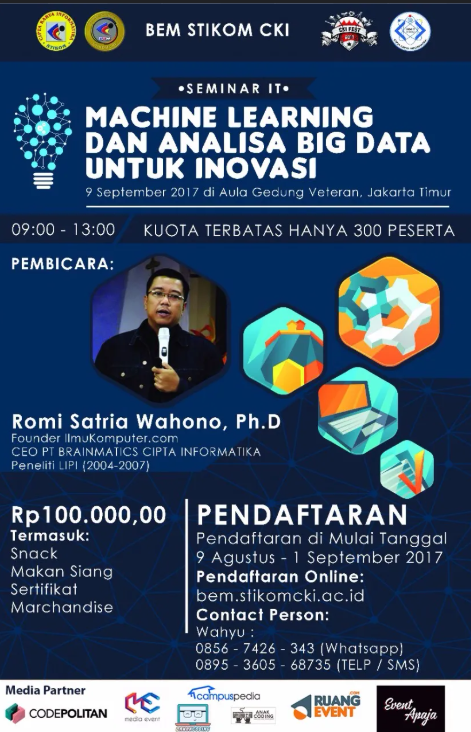 BEM STIKOM CKI
•SEMINAR IT•
MACHINE LEARNING
DAN ANALISA BIG DATA
UNTUK INOVASI
9 September 2017 di Aula Gedung Veteran, Jakarta Timur
09:00 - 13:00 KUOTA TERBATAS HANYA 300 PESERTA
PEMBICARA:
Romi Satria Wahono, Ph.D
Founder IlmuKomputer.com
CEO PT BRAINMATICS CIPTA INFORMATIKA
Peneliti LIPI (2004-2007)
Rp100.000,00
Termasuk:
Snack
Makan Siang
Sertifikat
Marchandise
PENDAFTARAN
Pendaftaran di Mulai Tanggal
9 Agustus - 1 September 2017
Pendaftaran Online:
bem.stikomcki.ac.id
Contact Person:
Wahyu :
0856 - 7426 - 343 (Whatsapp)
0895 - 3605 - 68735 (TELP / SMS)
Media Partner
CODEPOLITAN
media event
campuspedia
ANAK
CODING
RUANG
EVENT
.COM
Event
Apaja